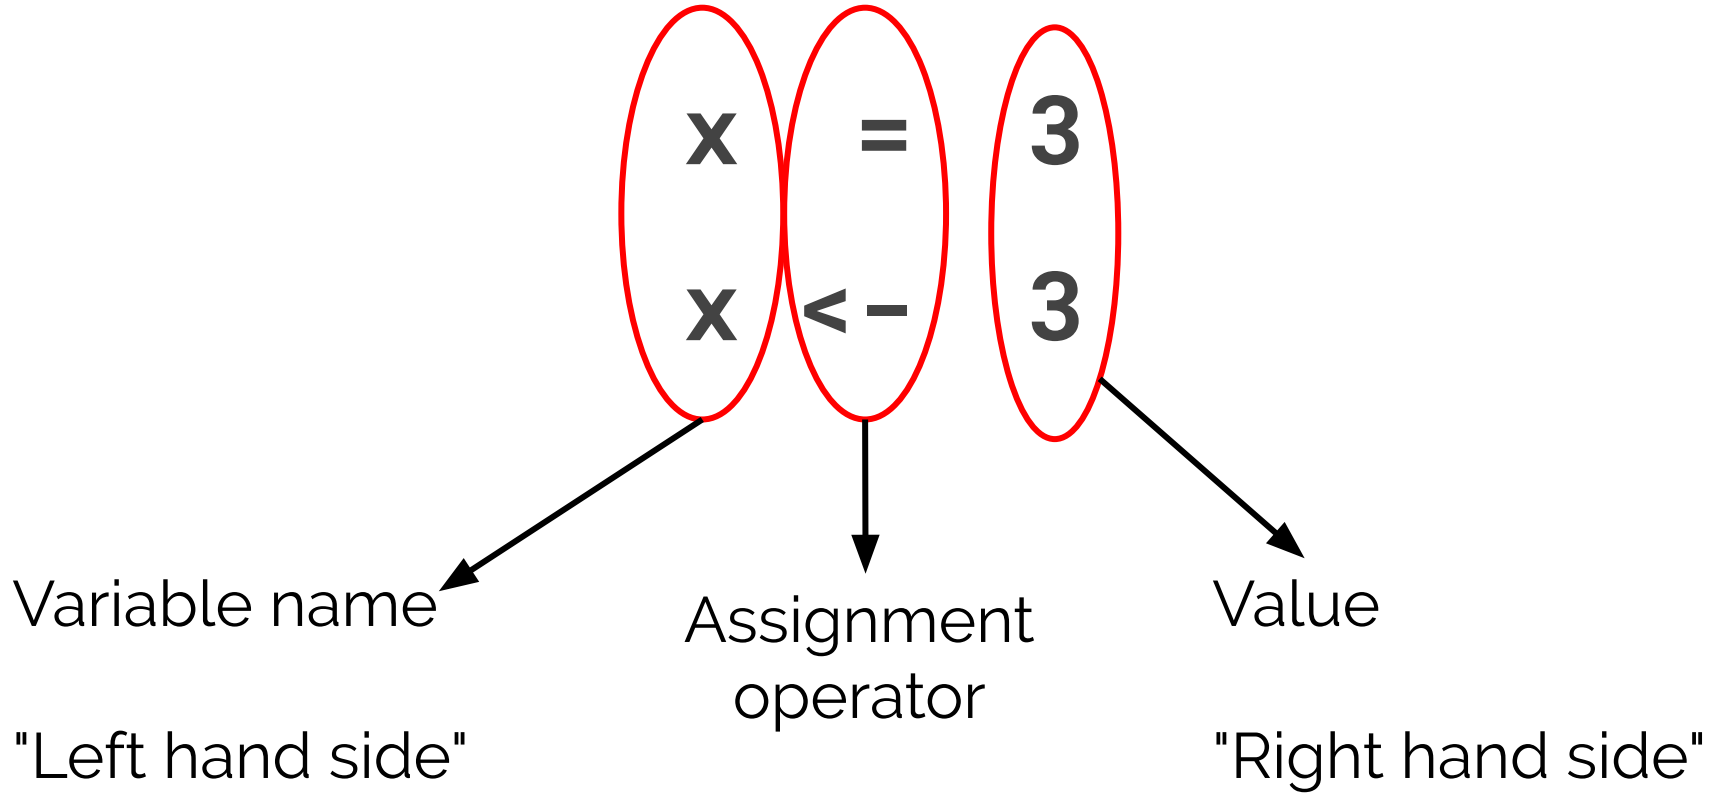 x = 3
x <- 3
Variable name
Assignment
operator
Value
"Left hand side"
"Right hand side"